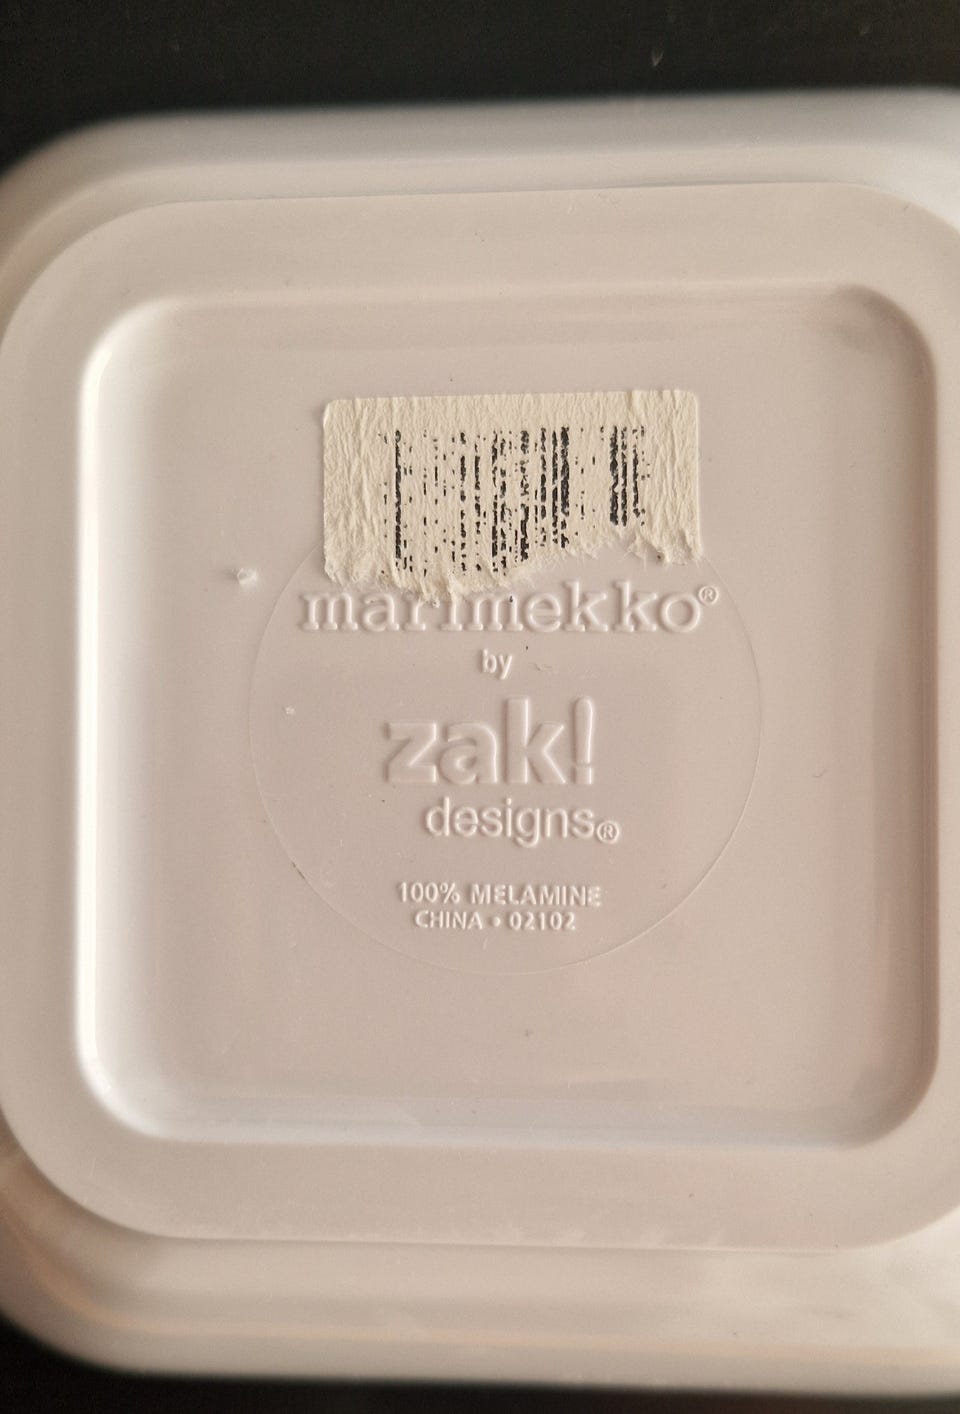 marimekko®
by
zak!
designs®
100% MELAMINE
CHINA • 02102